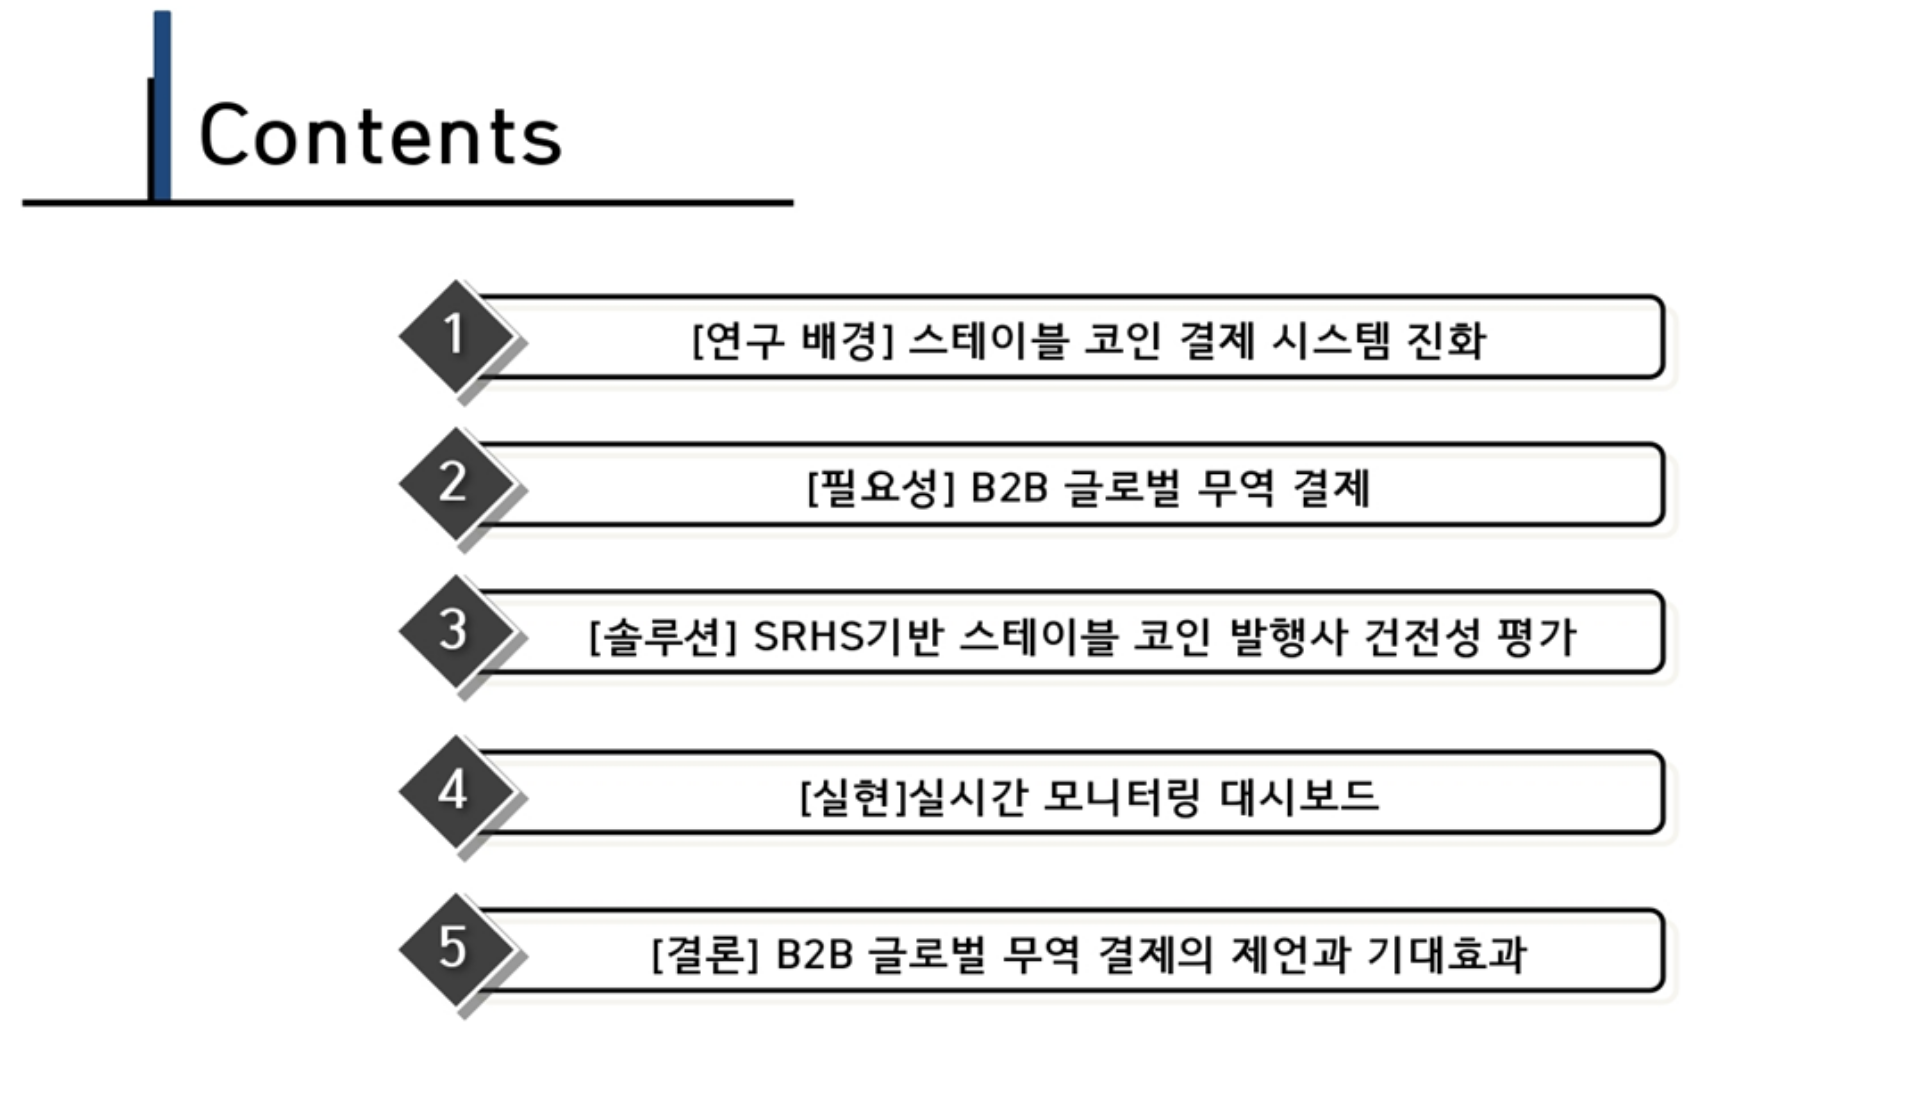 Contents
1
[연구 배경] 스테이블 코인 결제 시스템 진화
2
[필요성] B2B 글로벌 무역 결제
3
[솔루션] SRHS기반 스테이블 코인 발행사 건전성 평가
4
[실현]실시간 모니터링 대시보드
5
[결론] B2B 글로벌 무역 결제의 제언과 기대효과